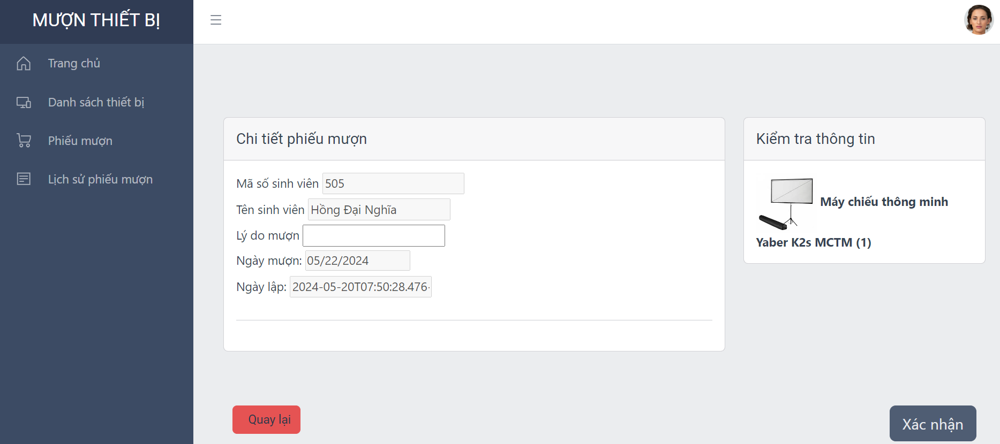 MƯỢN THIẾT BỊ
Trang chủ
Danh sách thiết bị
Phiếu mượn
Lịch sử phiếu mượn
Chi tiết phiếu mượn
Mã số sinh viên 505
Tên sinh viên Hồng Đại Nghĩa
Lý do mượn
Ngày mượn: 05/22/2024
Ngày lập: 2024-05-20T07:50:28.476
Kiểm tra thông tin
Máy chiếu thông minh
Yaber K2s MCTM (1)
Quay lại
Xác nhận